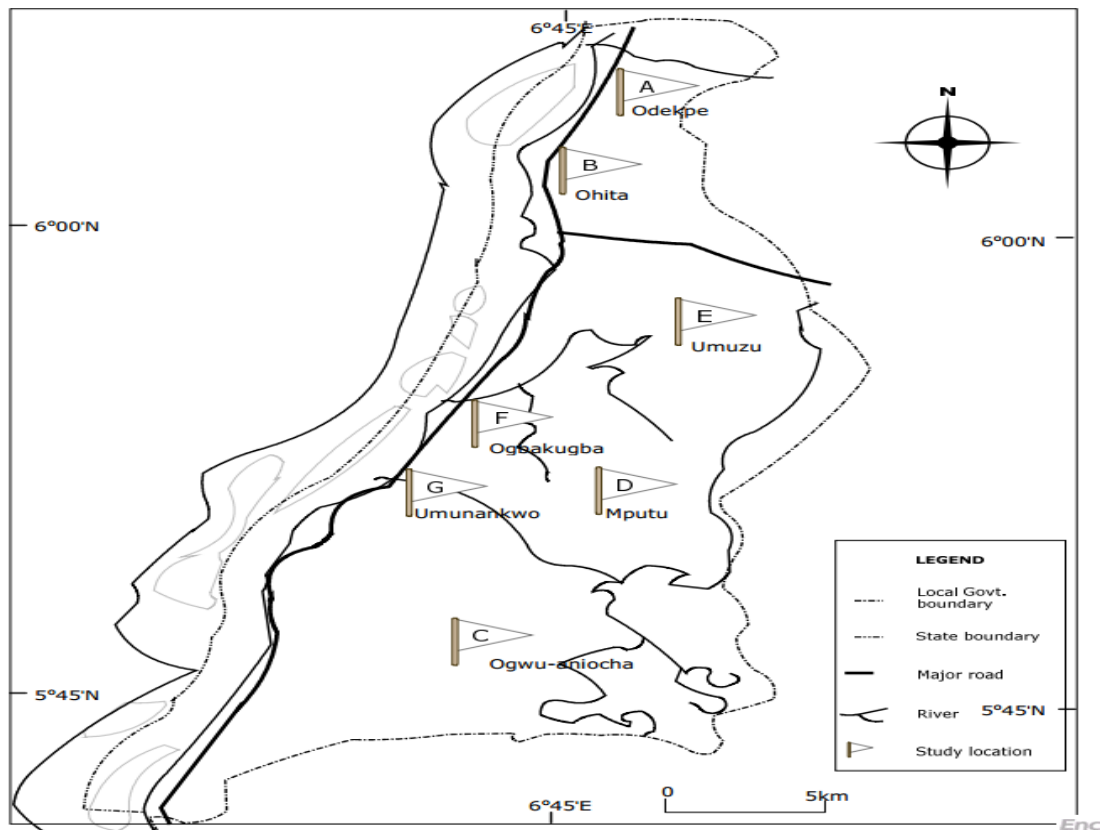 6°45'E
N
A
Odekpe
B
Ohita
6°00'N
6°00'N
E
Umuzu
F
Ogbakugba
G
Umunankwo
D
Mputu
LEGEND
Local Govt.
boundary
State boundary
Major road
River
Study location
C
Ogwu-aniocha
5°45'N
5°45'N
6°45'E
0
5km
Enc